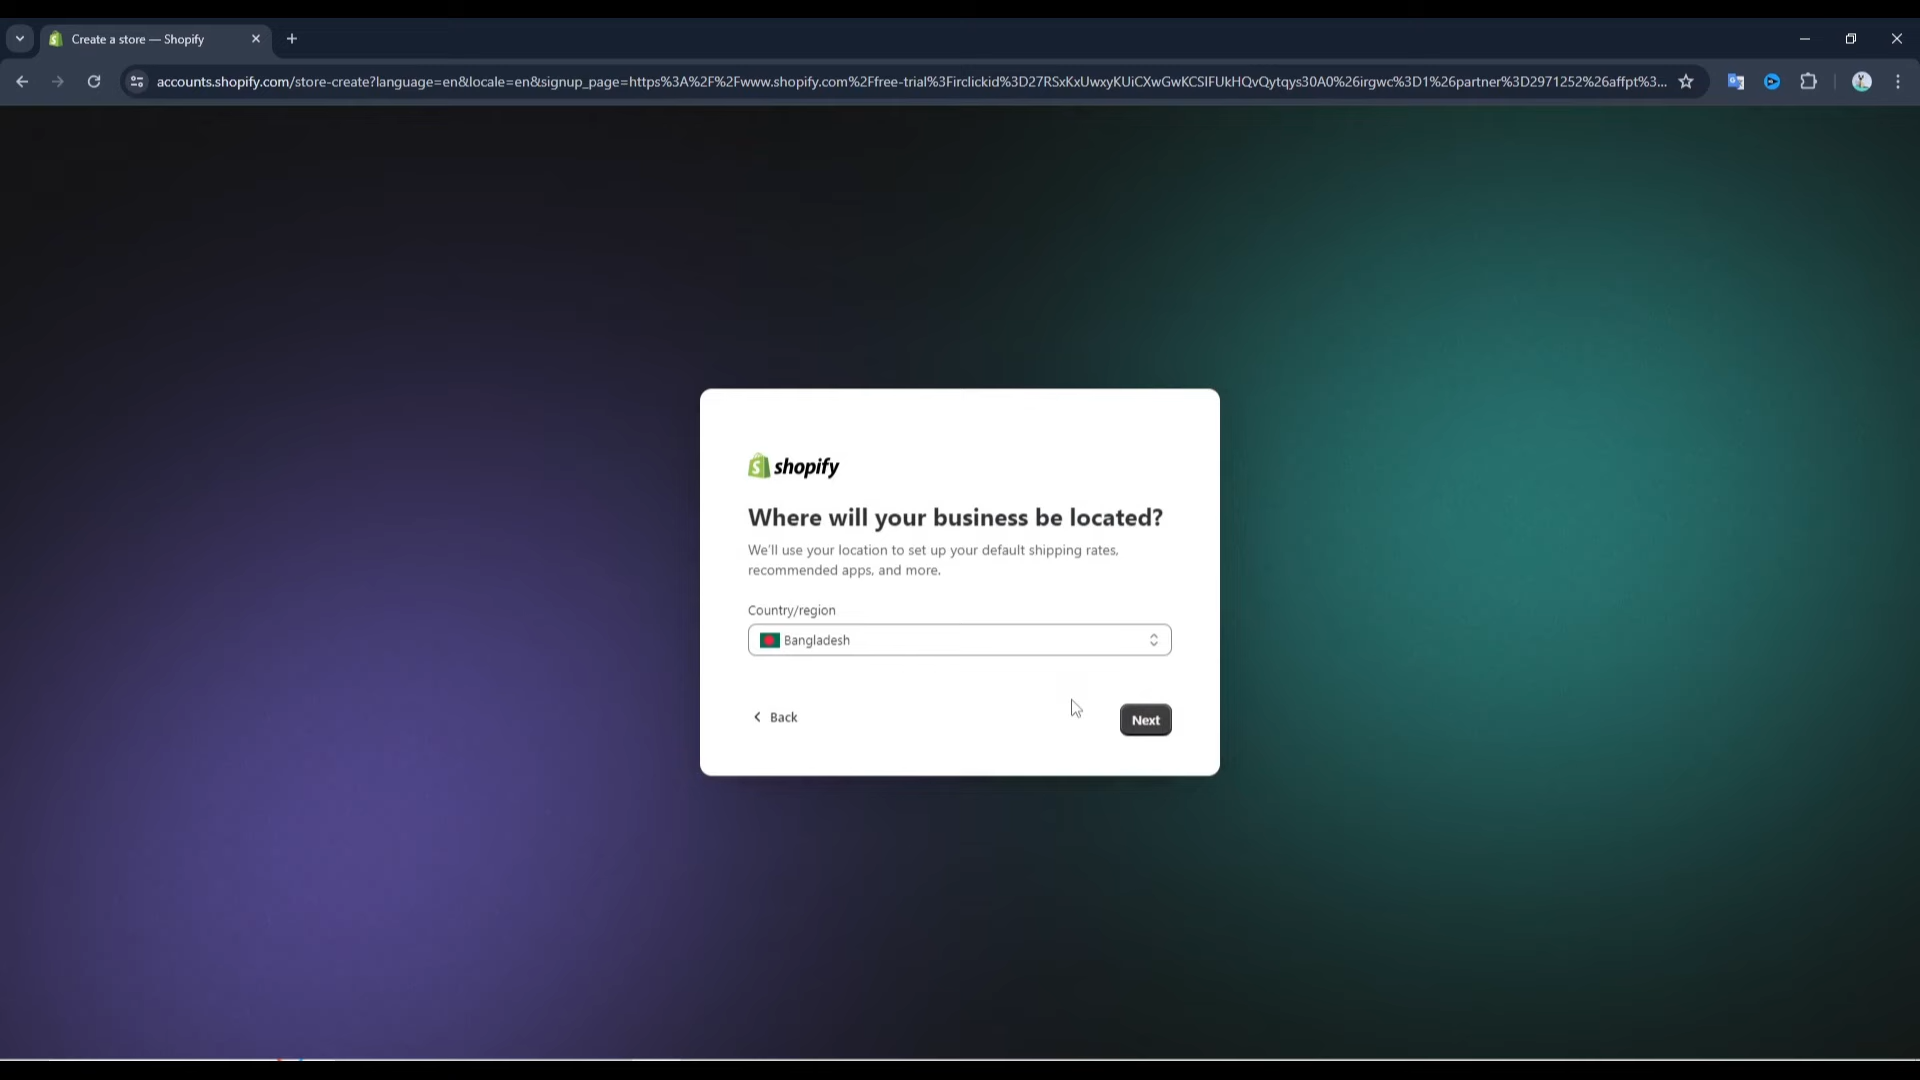 Create a store — Shopify
accounts.shopify.com/store-create?language=en&locale=en&signup_page=https%3A%2F%2Fwww.shopify.com%2Ffree-trial%3Firclickid%3D27RSxKxUwxyKUiCXwGwKCSIFUkHQvQytqys30A0%26irgwc%3D1%26partner%3D2971252%26affpt%3...
shopify
Where will your business be located?
We'll use your location to set up your default shipping rates,
recommended apps, and more.
Country/region
Bangladesh
Back
Next